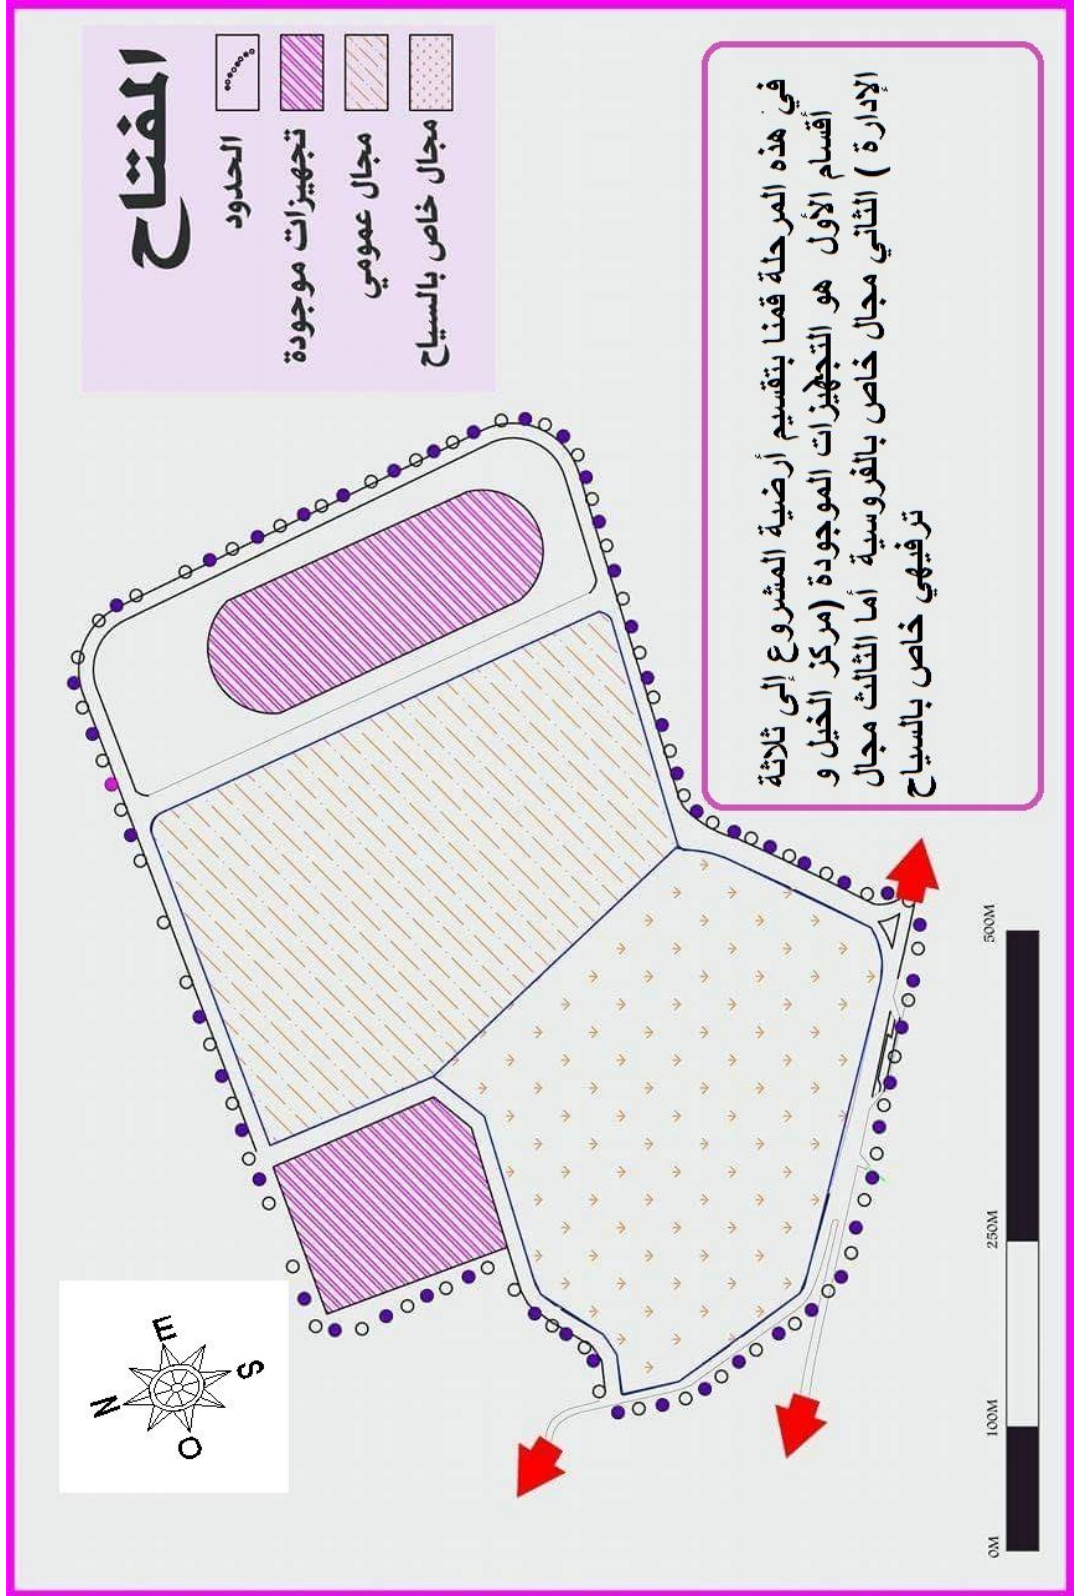 المفتاح
الحدود
تجهيزات موجودة
مجال عمومي
مجال خاص بالسياح
في هذه المرحلة قمنا بتقسيم أرضية المشروع إلى ثلاثة
أقسام الأول هو التجهيزات الموجودة (مركز الخيل و
الإدارة ) الثاني مجال خاص بالفروسية أما الثالث مجال
ترفيهي خاص بالسياح
N
E
S
O
0M 100M 250M 500M